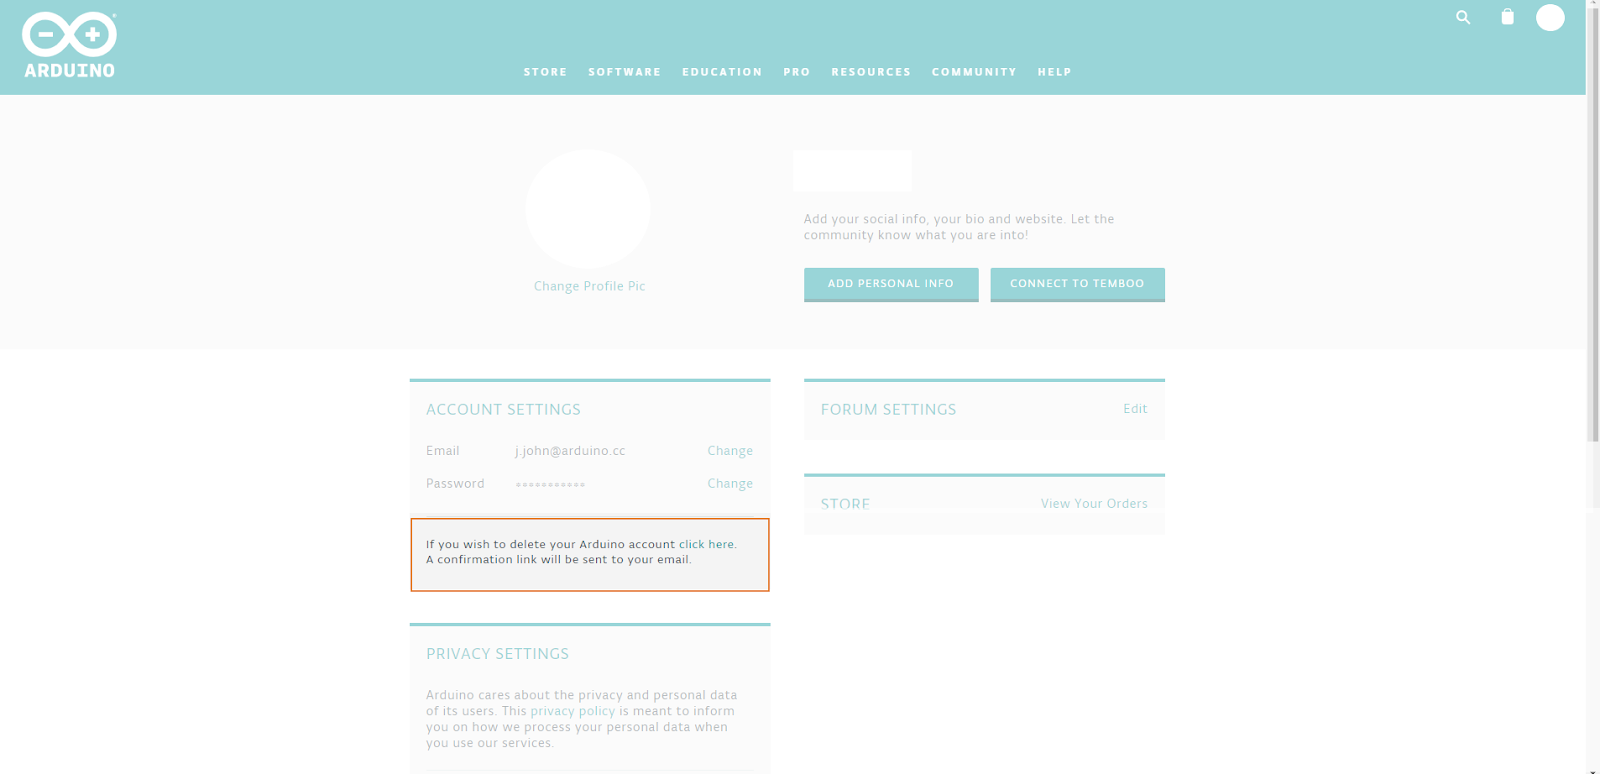 ARDUINO
STORE SOFTWARE EDUCATION PRO RESOURCES COMMUNITY HELP
Change Profile Pic
Add your social info, your bio and website. Let the
community know what you are into!
ADD PERSONAL INFO
CONNECT TO TEMBOO
ACCOUNT SETTINGS
Email j.john@arduino.cc Change
Password *********** Change
If you wish to delete your Arduino account click here.
A confirmation link will be sent to your email.
PRIVACY SETTINGS
Arduino cares about the privacy and personal data
of its users. This privacy policy is meant to inform
you on how we process your personal data when
you use our services.
FORUM SETTINGS Edit
STORE View Your Orders